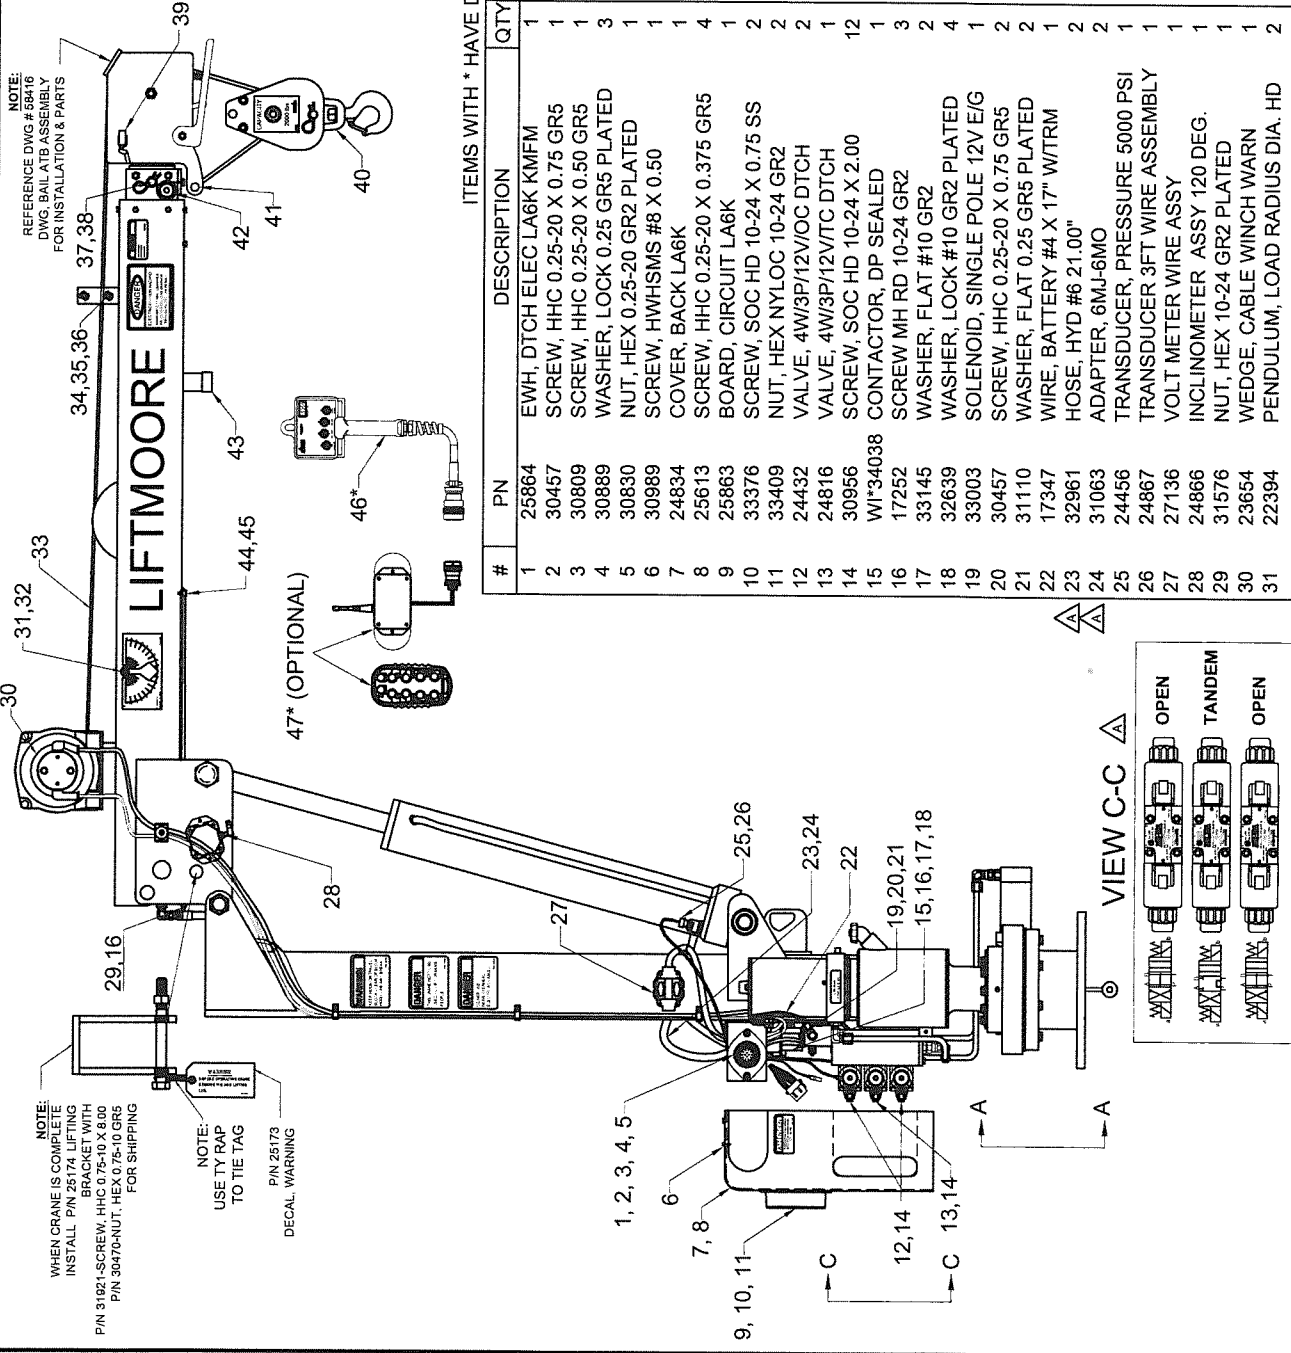 NOTE:
WHEN CRANE IS COMPLETE
INSTALL P/N 25174 LIFTING
BRACKET WITH
P/N 31921-SCREW, HHC 0.75-10 X 8.00
P/N 30470-NUT, HEX 0.75-10 GR5
FOR SHIPPING
NOTE:
USE TY RAP
TO TIE TAG
P/N 25173
DECAL, WARNING
29,16
30
31,32
33
NOTE:
REFERENCE DWG # 58416
DWG, BAIL ATB ASSEMBLY
FOR INSTALLATION & PARTS
34,35,36
37,38
39
40
41
42
43
44,45
LIFTMOORE
DANGER
CAPACITY
28
27
46*
47* (OPTIONAL)
DANGER
DANGER
25,26
23,24
22
19,20,21
15,16,17,18
1, 2, 3, 4, 5
6
7, 8
9, 10, 11
12,14
13,14
C
C
A
A
VIEW C-C
A
OPEN
TANDEM
OPEN
A
A
ITEMS WITH * HAVE D
# PN DESCRIPTION QTY
1 25864 EWH, DTCH ELEC LA6K KMFM 1
2 30457 SCREW, HHC 0.25-20 X 0.75 GR5 1
3 30809 SCREW, HHC 0.25-20 X 0.50 GR5 1
4 30889 WASHER, LOCK 0.25 GR5 PLATED 3
5 30830 NUT, HEX 0.25-20 GR2 PLATED 1
6 30989 SCREW, HWHSMS #8 X 0.50 1
7 24834 COVER, BACK LA6K 1
8 25613 SCREW, HHC 0.25-20 X 0.375 GR5 4
9 25863 BOARD, CIRCUIT LA6K 1
10 33376 SCREW, SOC HD 10-24 X 0.75 SS 2
11 33409 NUT, HEX NYLOC 10-24 GR2 2
12 24432 VALVE, 4W/3P/12V/OC DTCH 2
13 24816 VALVE, 4W/3P/12V/TC DTCH 1
14 30956 SCREW, SOC HD 10-24 X 2.00 12
15 WI*34038 CONTACTOR, DP SEALED 1
16 17252 SCREW MH RD 10-24 GR2 3
17 33145 WASHER, FLAT #10 GR2 2
18 32639 WASHER, LOCK #10 GR2 PLATED 4
19 33003 SOLENOID, SINGLE POLE 12V E/G 1
20 30457 SCREW, HHC 0.25-20 X 0.75 GR5 2
21 31110 WASHER, FLAT 0.25 GR5 PLATED 2
22 17347 WIRE, BATTERY #4 X 17" W/TRM 1
23 32961 HOSE, HYD #6 21.00" 2
24 31063 ADAPTER, 6MJ-6MO 2
25 24456 TRANSDUCER, PRESSURE 5000 PSI 1
26 24867 TRANSDUCER 3FT WIRE ASSEMBLY 1
27 27136 VOLT METER WIRE ASSY 1
28 24866 INCLINOMETER ASSY 120 DEG. 1
29 31576 NUT, HEX 10-24 GR2 PLATED 1
30 23654 WEDGE, CABLE WINCH WARN 1
31 22394 PENDULUM, LOAD RADIUS DIA. HD 2